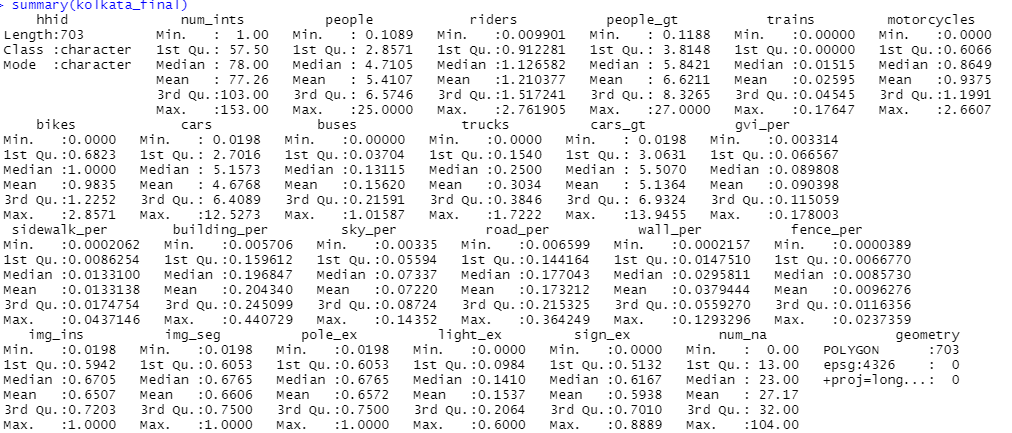 > summary(kolkata_final)
hhid num_ints people riders people_gt trains motorcycles
Length:703 Min. : 1.00 Min. : 0.1089 Min. :0.009901 Min. : 0.1188 Min. :0.00000 Min. :0.0000
Class :character 1st Qu.: 57.50 1st Qu.: 2.8571 1st Qu.:0.912281 1st Qu.: 3.8148 1st Qu.:0.00000 1st Qu.:0.6066
Mode :character Median : 78.00 Median : 4.7105 Median :1.126582 Median : 5.8421 Median :0.01515 Median :0.8649
Mean : 77.26 Mean : 5.4107 Mean :1.210377 Mean : 6.6211 Mean :0.02595 Mean :0.9375
3rd Qu.:103.00 3rd Qu.: 6.5746 3rd Qu.:1.517241 3rd Qu.: 8.3265 3rd Qu.:0.04545 3rd Qu.:1.1991
Max. :153.00 Max. :25.0000 Max. :2.761905 Max. :27.0000 Max. :0.17647 Max. :2.6607
bikes cars buses trucks cars_gt gvi_per
Min. :0.0000 Min. : 0.0198 Min. :0.00000 Min. :0.0000 Min. : 0.0198 Min. :0.003314
1st Qu.:0.6823 1st Qu.: 2.7016 1st Qu.:0.03704 1st Qu.:0.1540 1st Qu.: 3.0631 1st Qu.:0.066567
Median :1.0000 Median : 5.1573 Median :0.13115 Median :0.2500 Median : 5.5070 Median :0.089808
Mean :0.9835 Mean : 4.6768 Mean :0.15620 Mean :0.3034 Mean : 5.1364 Mean :0.090398
3rd Qu.:1.2252 3rd Qu.: 6.4089 3rd Qu.:0.21591 3rd Qu.:0.3846 3rd Qu.: 6.9324 3rd Qu.:0.115059
Max. :2.8571 Max. :12.5273 Max. :1.01587 Max. :1.7222 Max. :13.9455 Max. :0.178003
sidewalk_per building_per sky_per road_per wall_per fence_per
Min. :0.0002062 Min. :0.005706 Min. :0.00335 Min. :0.006599 Min. :0.0002157 Min. :0.0000389
1st Qu.:0.0086254 1st Qu.:0.159612 1st Qu.:0.05594 1st Qu.:0.144164 1st Qu.:0.0147510 1st Qu.:0.0066770
Median :0.0133100 Median :0.196847 Median :0.07337 Median :0.177043 Median :0.0295811 Median :0.0085730
Mean :0.0133138 Mean :0.204340 Mean :0.07220 Mean :0.173212 Mean :0.0379444 Mean :0.0096276
3rd Qu.:0.0174754 3rd Qu.:0.245099 3rd Qu.:0.08724 3rd Qu.:0.215325 3rd Qu.:0.0559270 3rd Qu.:0.0116356
Max. :0.0437146 Max. :0.440729 Max. :0.14352 Max. :0.364249 Max. :0.1293296 Max. :0.0237359
img_ins img_seg pole_ex light_ex sign_ex num_na geometry
Min. :0.0198 Min. :0.0198 Min. :0.0198 Min. :0.0000 Min. :0.0000 Min. : 0.00 POLYGON :703
1st Qu.:0.5942 1st Qu.:0.6053 1st Qu.:0.6053 1st Qu.:0.0984 1st Qu.:0.5132 1st Qu.: 13.00 epsg:4326 : 0
Median :0.6705 Median :0.6765 Median :0.6765 Median :0.1410 Median :0.6167 Median : 23.00 +proj=long...: 0
Mean :0.6507 Mean :0.6606 Mean :0.6572 Mean :0.1537 Mean :0.5938 Mean : 27.17
3rd Qu.:0.7203 3rd Qu.:0.7500 3rd Qu.:0.7500 3rd Qu.:0.2064 3rd Qu.:0.7010 3rd Qu.: 32.00
Max. :1.0000 Max. :1.0000 Max. :1.0000 Max. :0.6000 Max. :0.8889 Max. :104.00